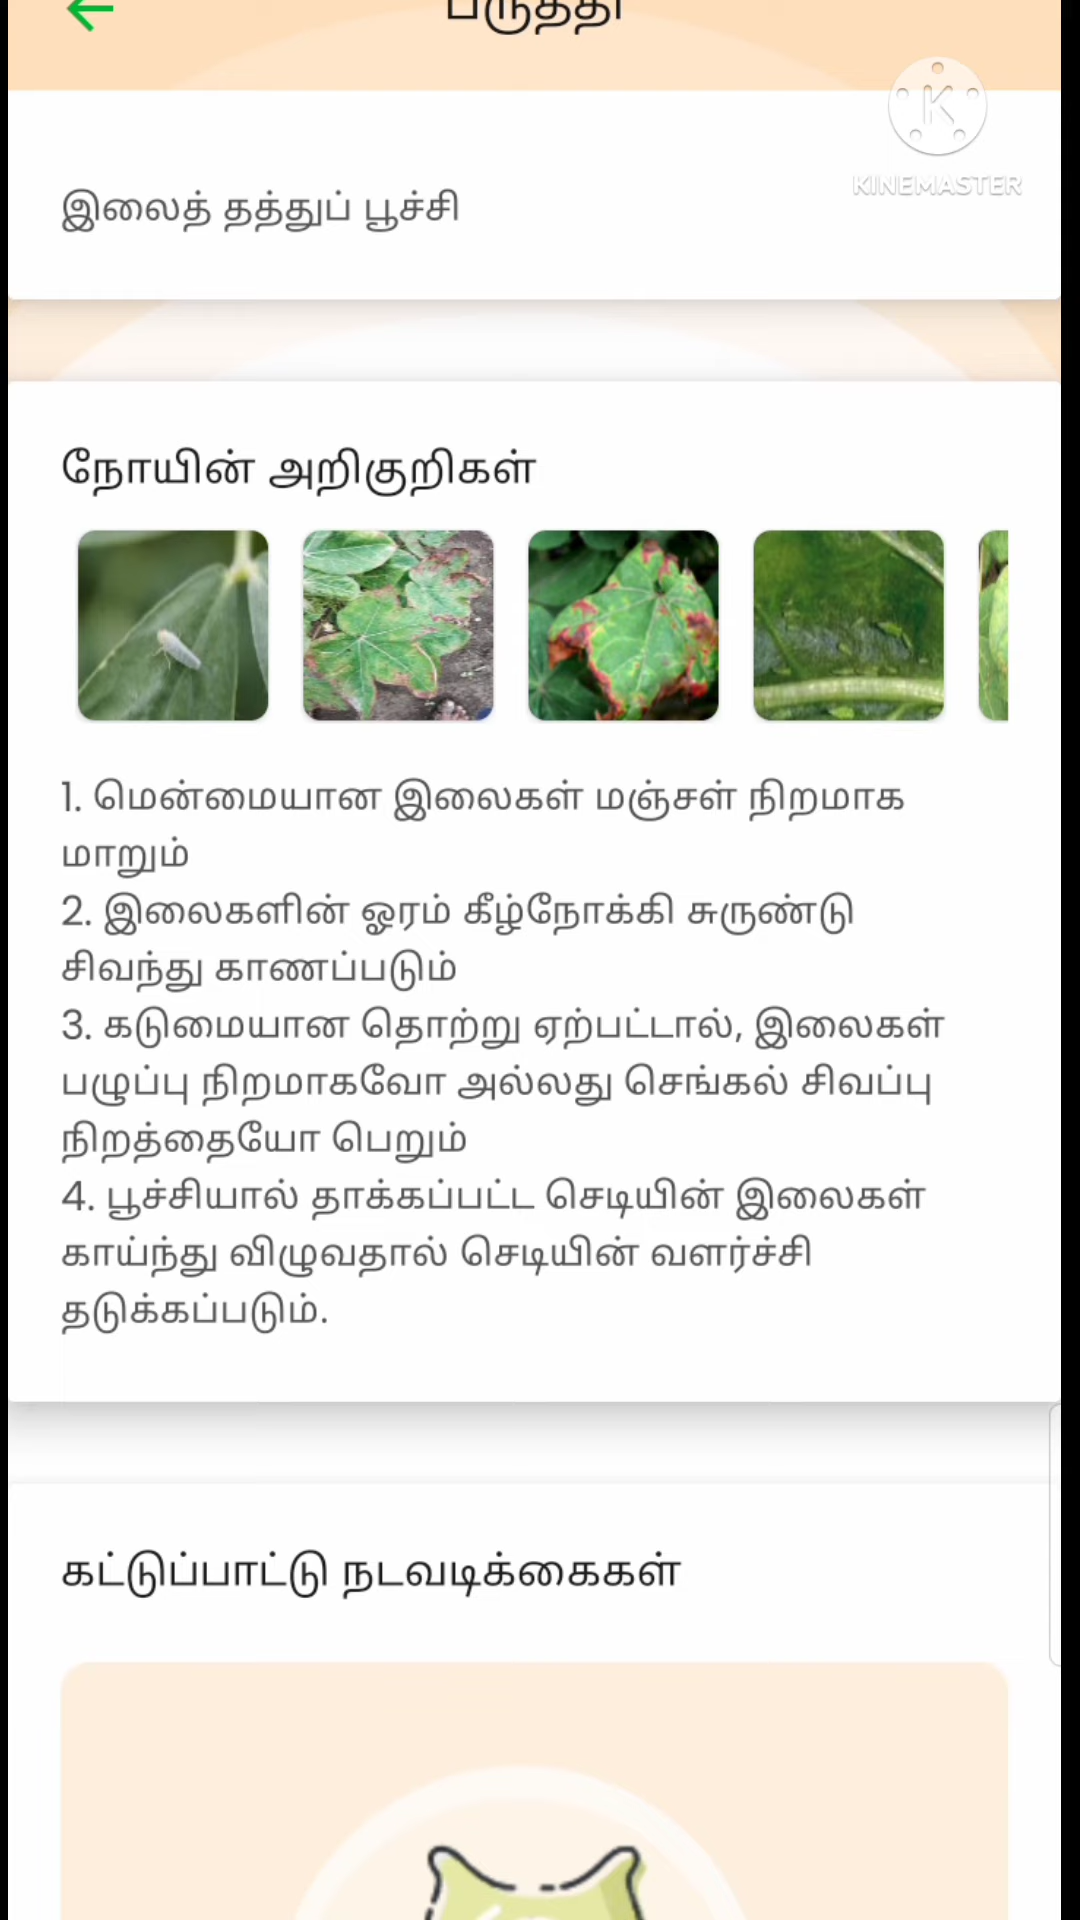 பருத்தி
K
KINEMASTER
இலைத் தத்துப் பூச்சி
நோயின் அறிகுறிகள்
1. மென்மையான இலைகள் மஞ்சள் நிறமாக
மாறும்
2. இலைகளின் ஓரம் கீழ்நோக்கி சுருண்டு
சிவந்து காணப்படும்
3. கடுமையான தொற்று ஏற்பட்டால், இலைகள்
பழுப்பு நிறமாகவோ அல்லது செங்கல் சிவப்பு
நிறத்தையோ பெறும்
4. பூச்சியால் தாக்கப்பட்ட செடியின் இலைகள்
காய்ந்து விழுவதால் செடியின் வளர்ச்சி
தடுக்கப்படும்.
கட்டுப்பாட்டு நடவடிக்கைகள்